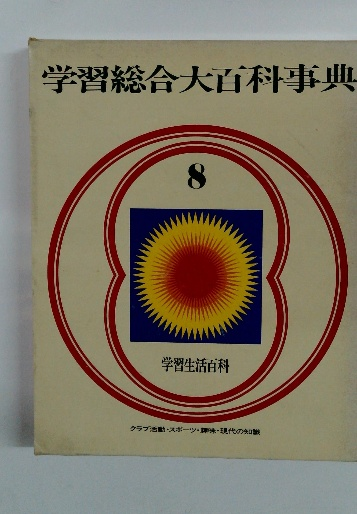 学習総合大百科事典
8
学習生活百科
クラブ活動・スポーツ・趣味・現代の知識